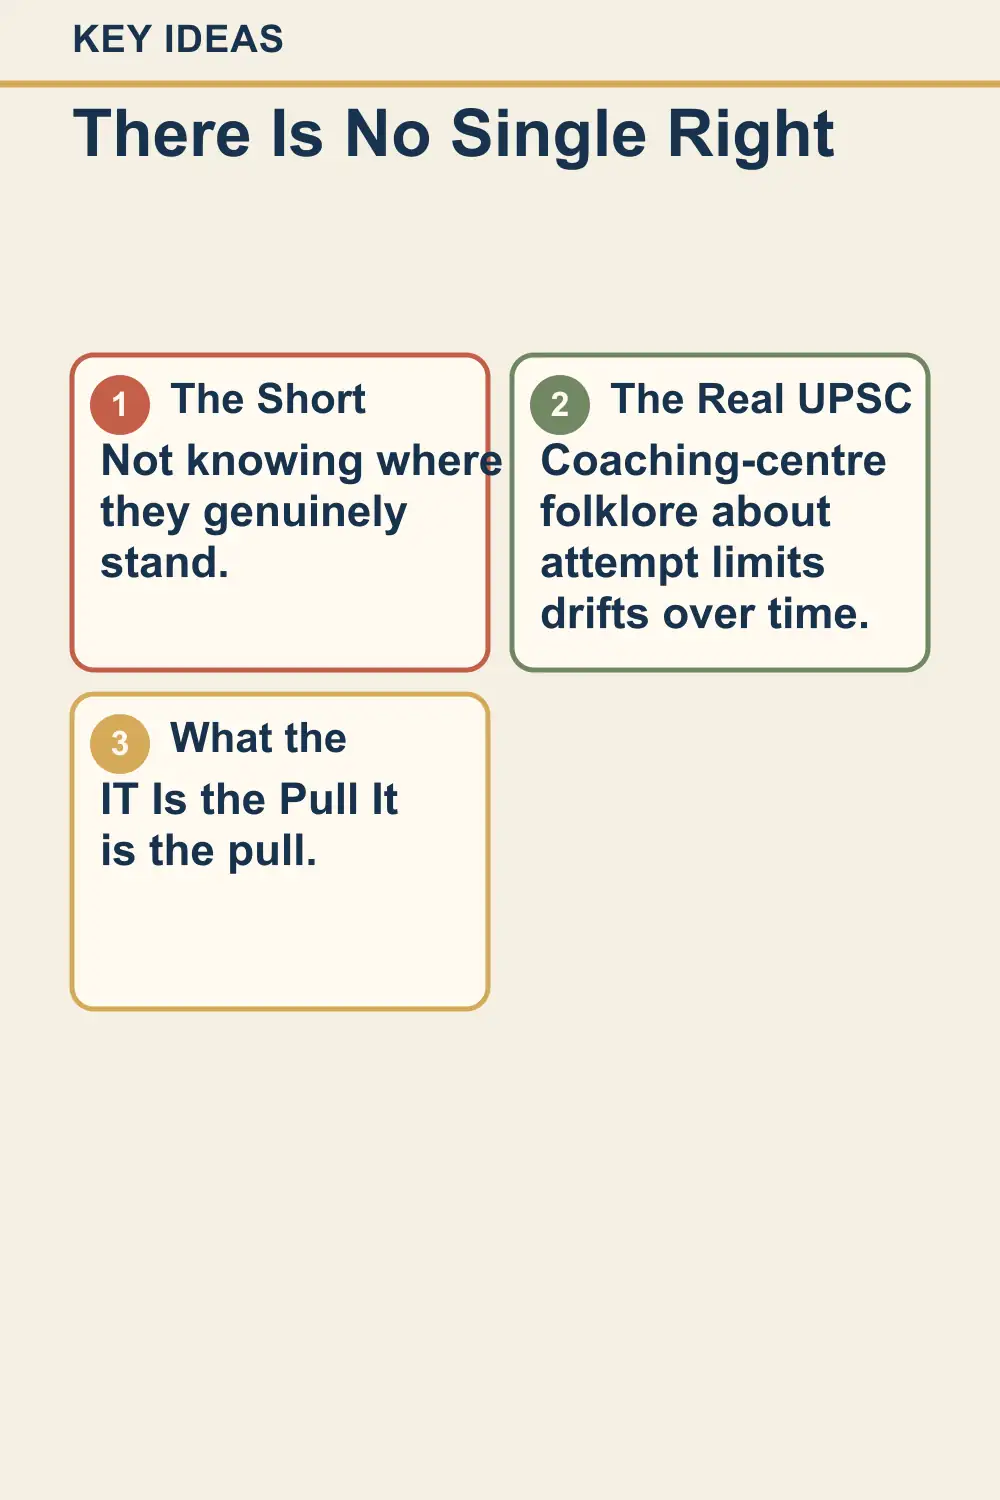 KEY IDEAS
There Is No Single Right
1 The Short
Not knowing where
they genuinely
stand.
2 The Real UPSC
Coaching-centre
folklore about
attempt limits
drifts over time.
3 What the
IT Is the Pull It
is the pull.